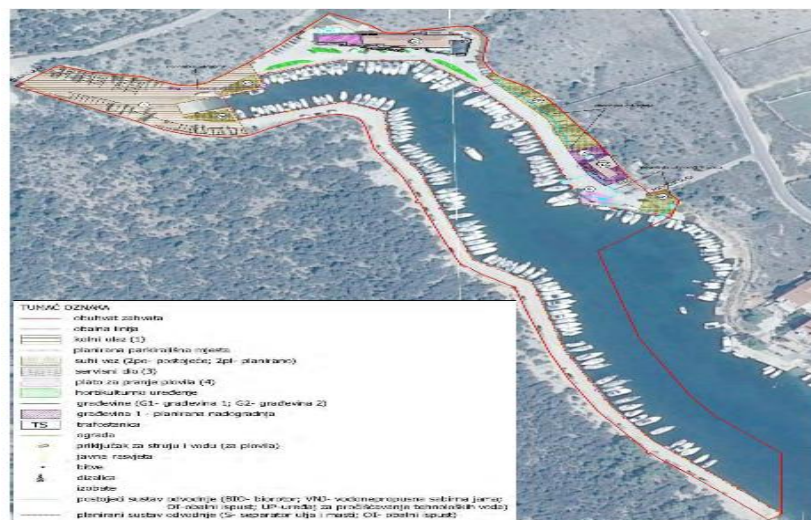 TUMAČ OZNAKA
obuhvat zahvata
obalna linija
kolni ulaz (1)
planirana parkirališna mjesta
suhi vez (2po- postojeće; 2pl- planirano)
servisni dio (3)
plato za pranje plovila (4)
hortikulturno uređenje
građevine (G1- građevina 1; G2- građevina 2)
građevina 1 - planirana nadogradnja
TS trafostanica
ograda
priključak za struju i vodu (za plovila)
javna rasvjeta
bitve
dizalica
izobate
postojeći sustav odvodnje (BIO- biorotor; VNJ- vodonepropusna sabirna jama;
OI-obalni ispust; UP-uređaj za pročišćavanje tehnoloških voda)
planirani sustav odvodnje (S- separator ulja i masti; OI- obalni ispust)